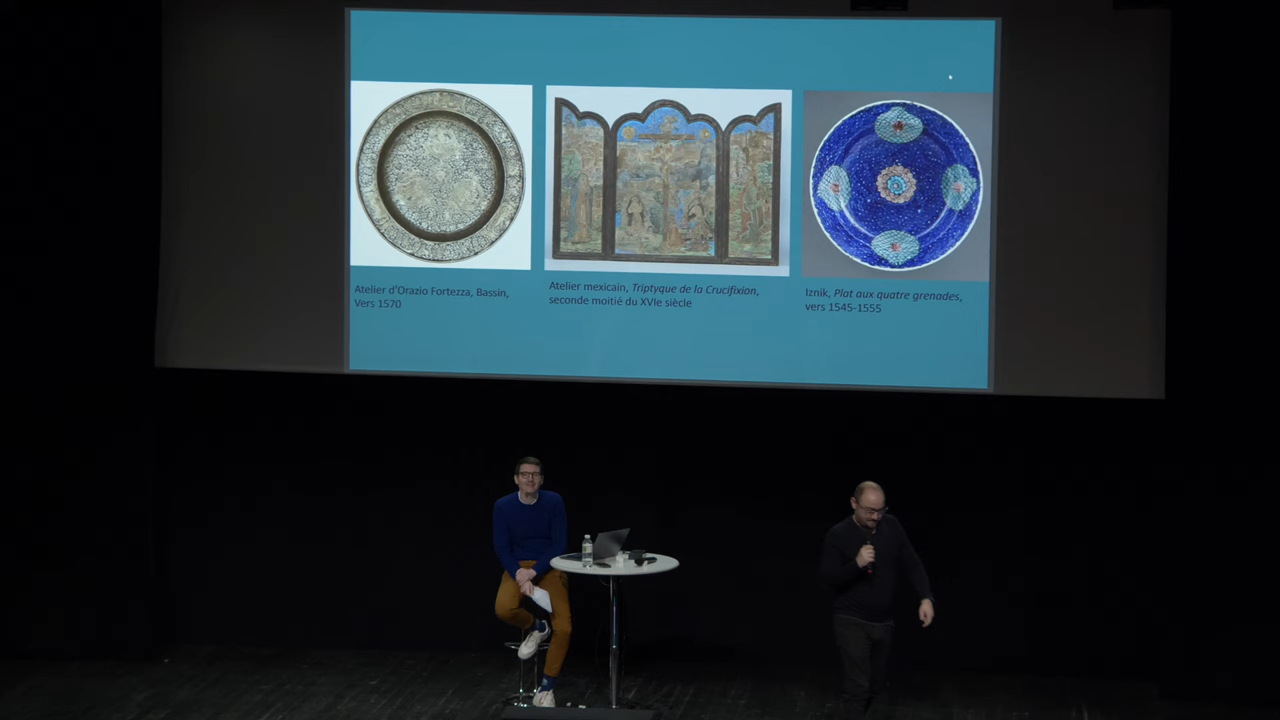 Atelier d'Orazio Fortezza, Bassin,
Vers 1570
Atelier mexicain, Triptyque de la Crucifixion,
seconde moitié du XVIe siècle
Iznik, Plat aux quatre grenades,
vers 1545-1555